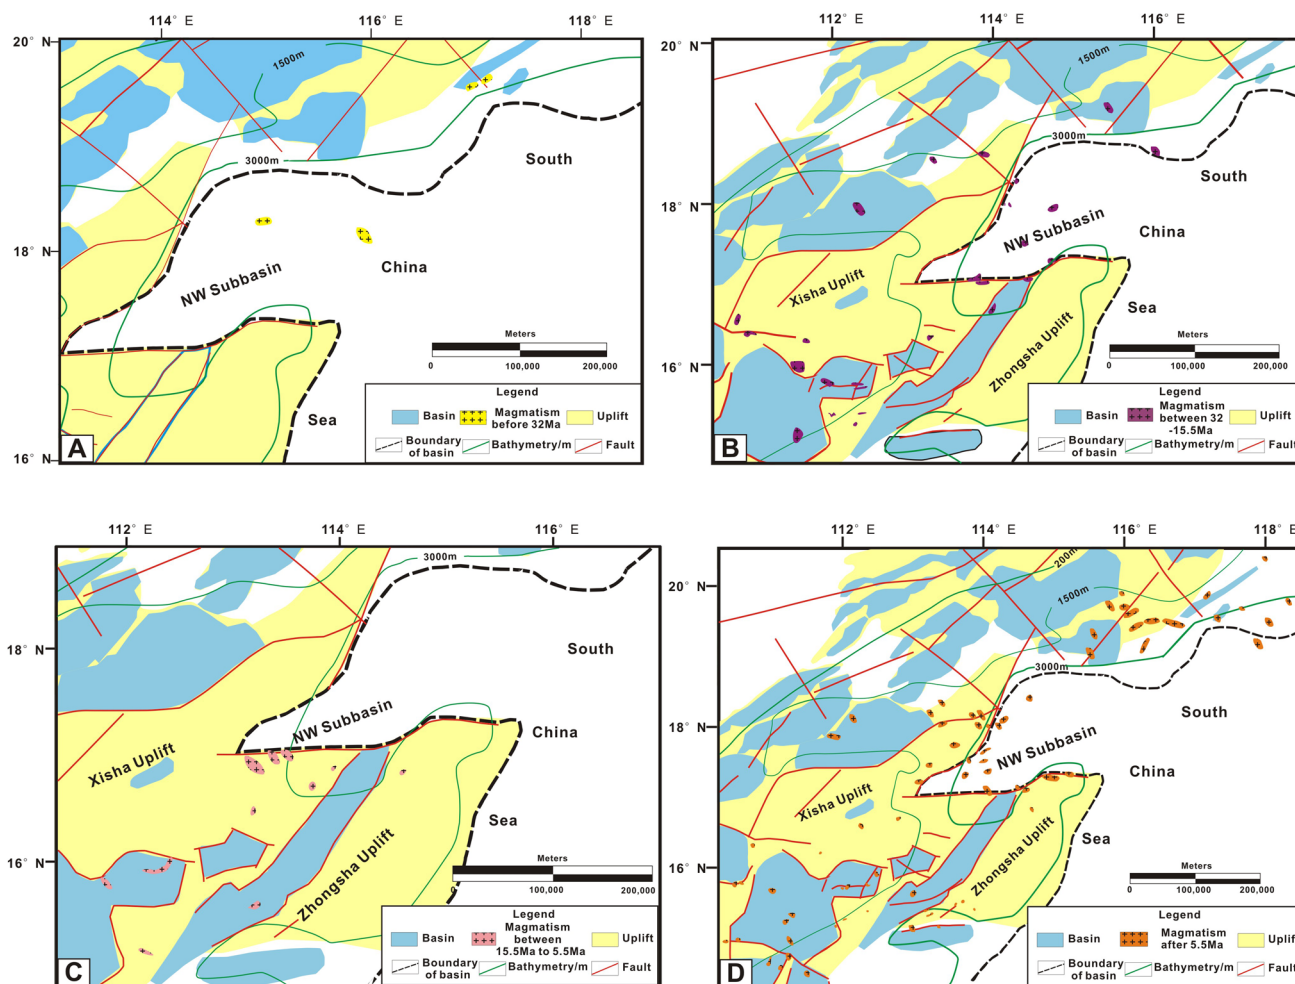 114° E
116° E
118° E
20° N
18° N
16° N
1500m
3000m
South
China
Sea
NW Subbasin
Meters
0
100,000
200,000
Legend
Basin
Magmatism
before 32Ma
Uplift
Boundary
of basin
Bathymetry/m
Fault
A
112° E
114° E
116° E
20° N
18° N
16° N
1500m
3000m
South
China
Sea
NW Subbasin
Xisha Uplift
Zhongsha Uplift
Meters
0
100,000
200,000
Legend
Basin
Magmatism
between 32
-15.5Ma
Uplift
Boundary
of basin
Bathymetry/m
Fault
B
112° E
114° E
116° E
18° N
16° N
3000m
South
China
Sea
NW Subbasin
Xisha Uplift
Zhongsha Uplift
Meters
0
100,000
200,000
Legend
Basin
Magmatism
between
15.5Ma to 5.5Ma
Uplift
Boundary
of basin
Bathymetry/m
Fault
C
112° E
114° E
116° E
118° E
20° N
18° N
16° N
200m
1500m
3000m
South
China
Sea
NW Subbasin
Xisha Uplift
Zhongsha Uplift
Meters
0
100,000
200,000
Legend
Basin
Magmatism
after 5.5Ma
Uplift
Boundary
of basin
Bathymetry/m
Fault
D